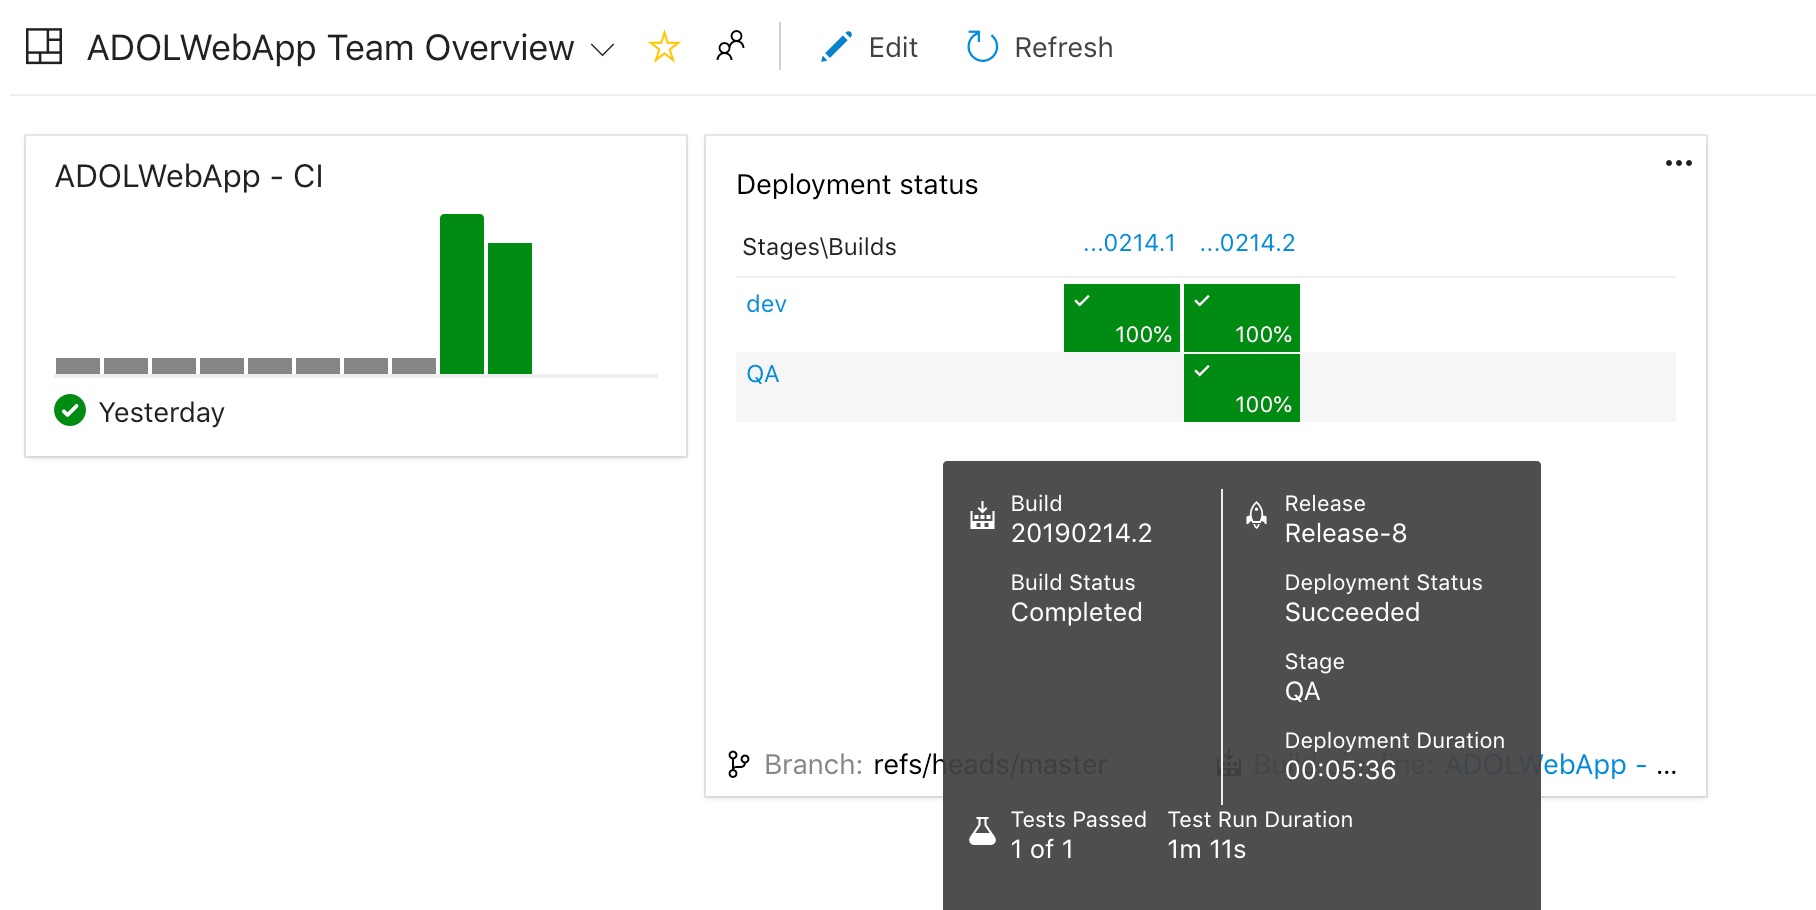 ADOLWebApp Team Overview
Edit
Refresh
ADOLWebApp - CI
Yesterday
Deployment status
Stages\Builds
...0214.1
...0214.2
dev
100%
100%
QA
100%
Build
20190214.2
Build Status
Completed
Release
Release-8
Deployment Status
Succeeded
Stage
QA
Deployment Duration
00:05:36
Branch: refs/heads/master
ADOLWebApp - ...
Tests Passed
1 of 1
Test Run Duration
1m 11s